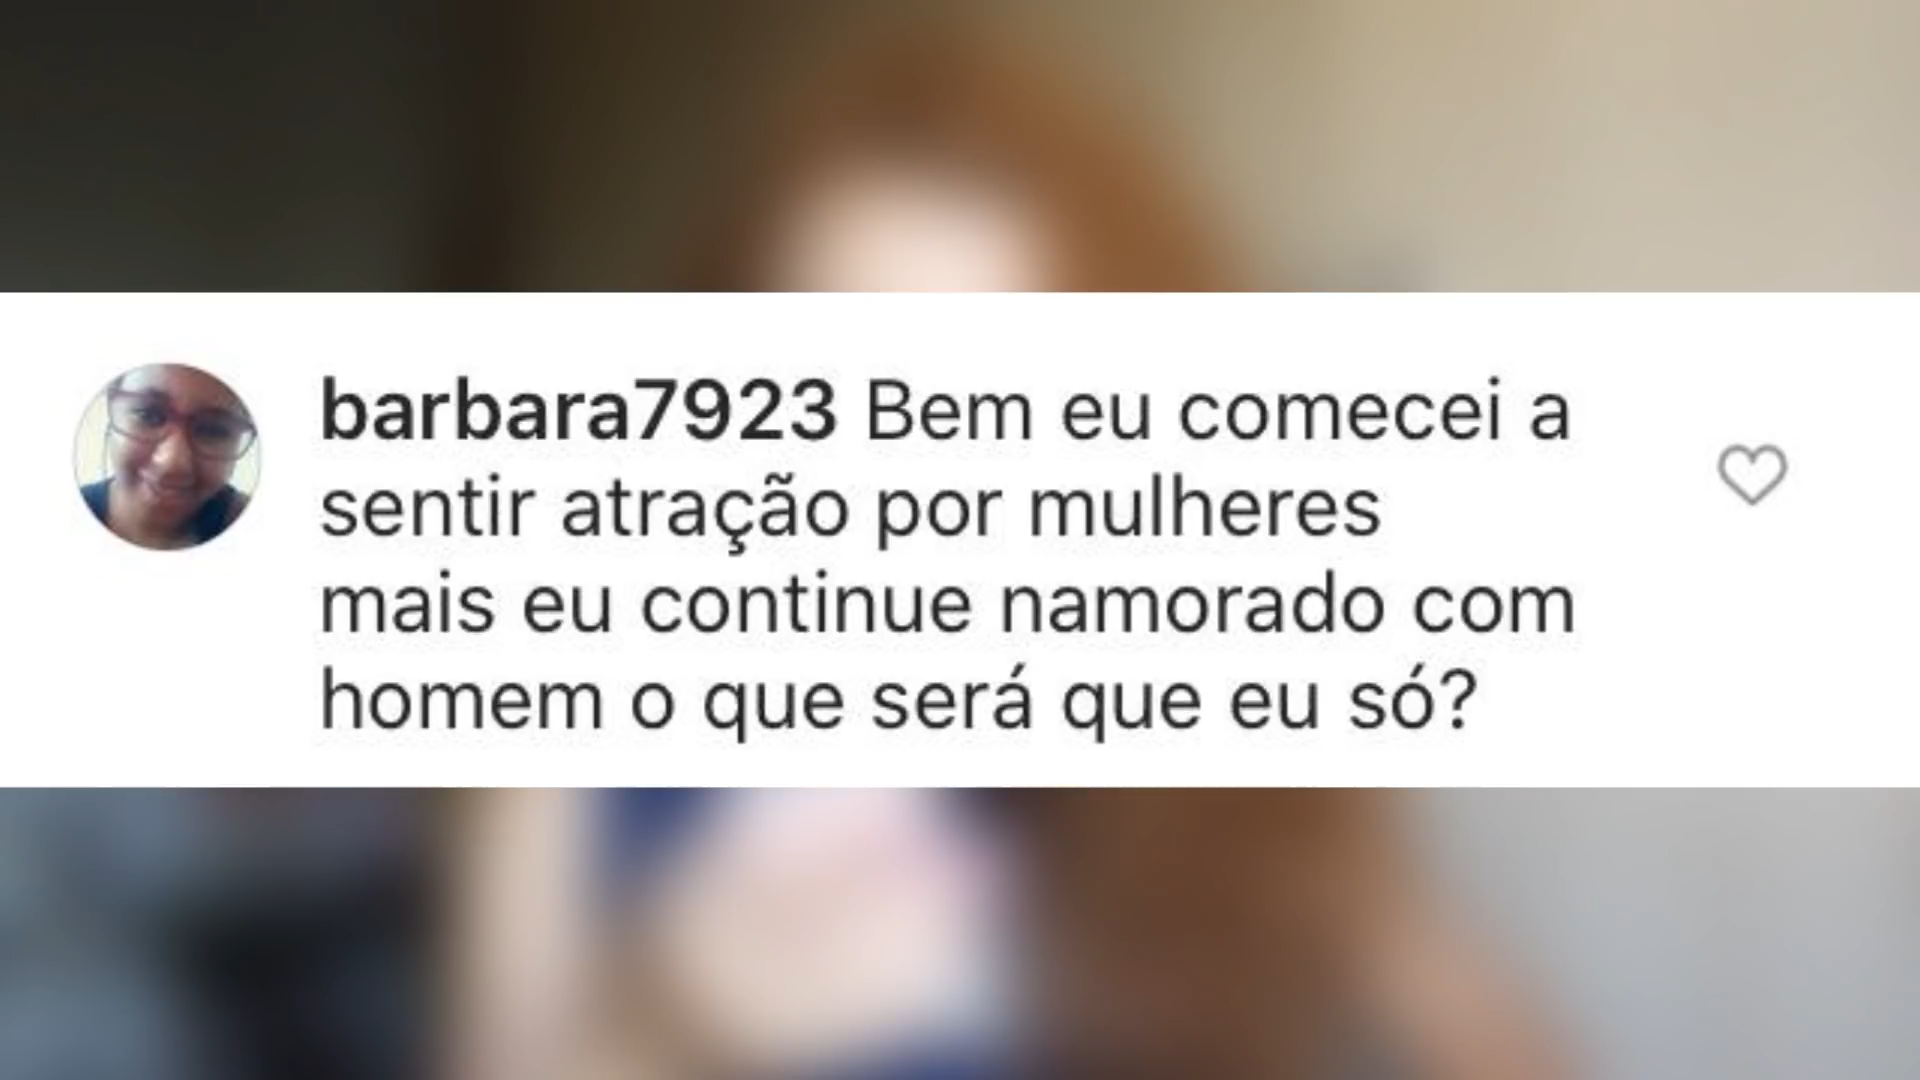 barbara7923 Bem eu comecei a
sentir atração por mulheres
mais eu continue namorado com
homem o que será que eu só?